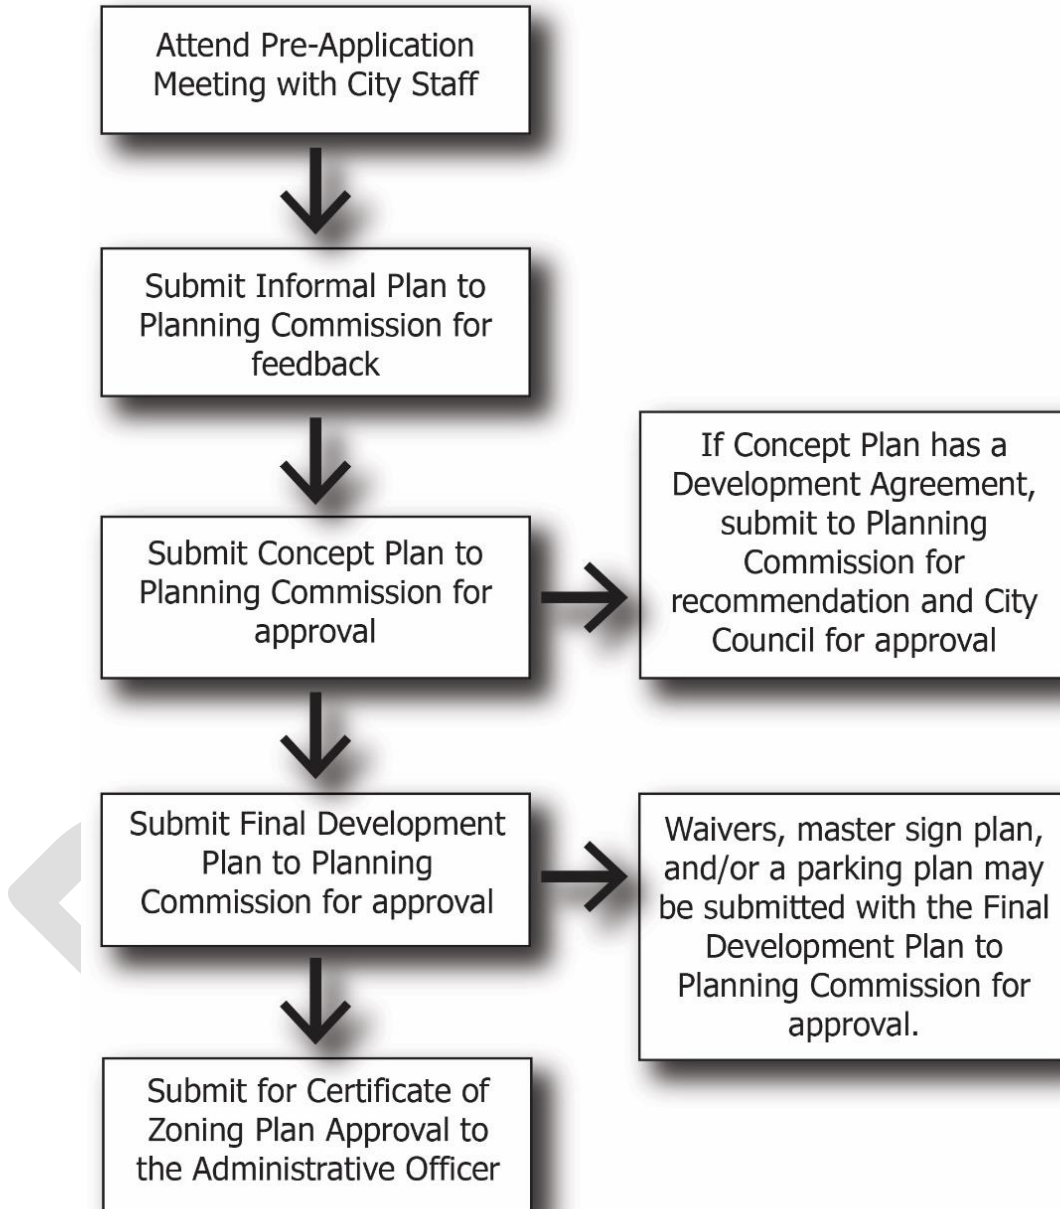 Attend Pre-Application
Meeting with City Staff
Submit Informal Plan to
Planning Commission for
feedback
Submit Concept Plan to
Planning Commission for
approval
If Concept Plan has a
Development Agreement,
submit to Planning
Commission for
recommendation and City
Council for approval
Submit Final Development
Plan to Planning
Commission for approval
Waivers, master sign plan,
and/or a parking plan may
be submitted with the Final
Development Plan to
Planning Commission for
approval.
Submit for Certificate of
Zoning Plan Approval to
the Administrative Officer